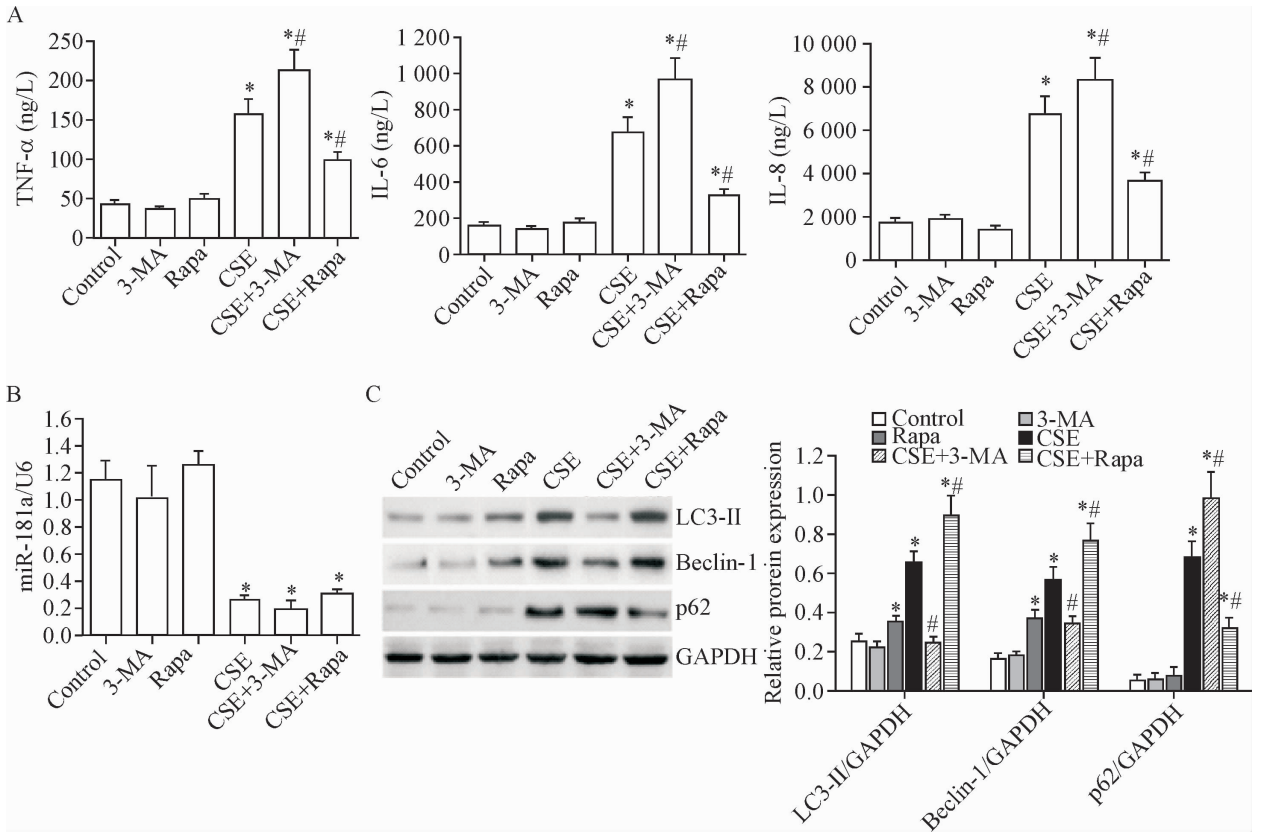 A
TNF-α (ng/L)
250
200
150
100
50
0
*
*#
*#
Control
3-MA
Rapa
CSE
CSE+3-MA
CSE+Rapa
IL-6 (ng/L)
1 200
1 000
800
600
400
200
0
*
*#
*#
Control
3-MA
Rapa
CSE
CSE+3-MA
CSE+Rapa
IL-8 (ng/L)
10 000
8 000
6 000
4 000
2 000
0
*
*#
*#
Control
3-MA
Rapa
CSE
CSE+3-MA
CSE+Rapa
B
miR-181a/U6
1.6
1.4
1.2
1.0
0.8
0.6
0.4
0.2
0.0
*
*
*
Control
3-MA
Rapa
CSE
CSE+3-MA
CSE+Rapa
C
Control
3-MA
Rapa
CSE
CSE+3-MA
CSE+Rapa
LC3-II
Beclin-1
p62
GAPDH
Control
3-MA
Rapa
CSE
CSE+3-MA
CSE+Rapa
Relative prorein expression
1.2
1.0
0.8
0.6
0.4
0.2
0.0
*
*
#
*#
*
*
#
*#
*
*#
*#
LC3-II/GAPDH
Beclin-1/GAPDH
p62/GAPDH